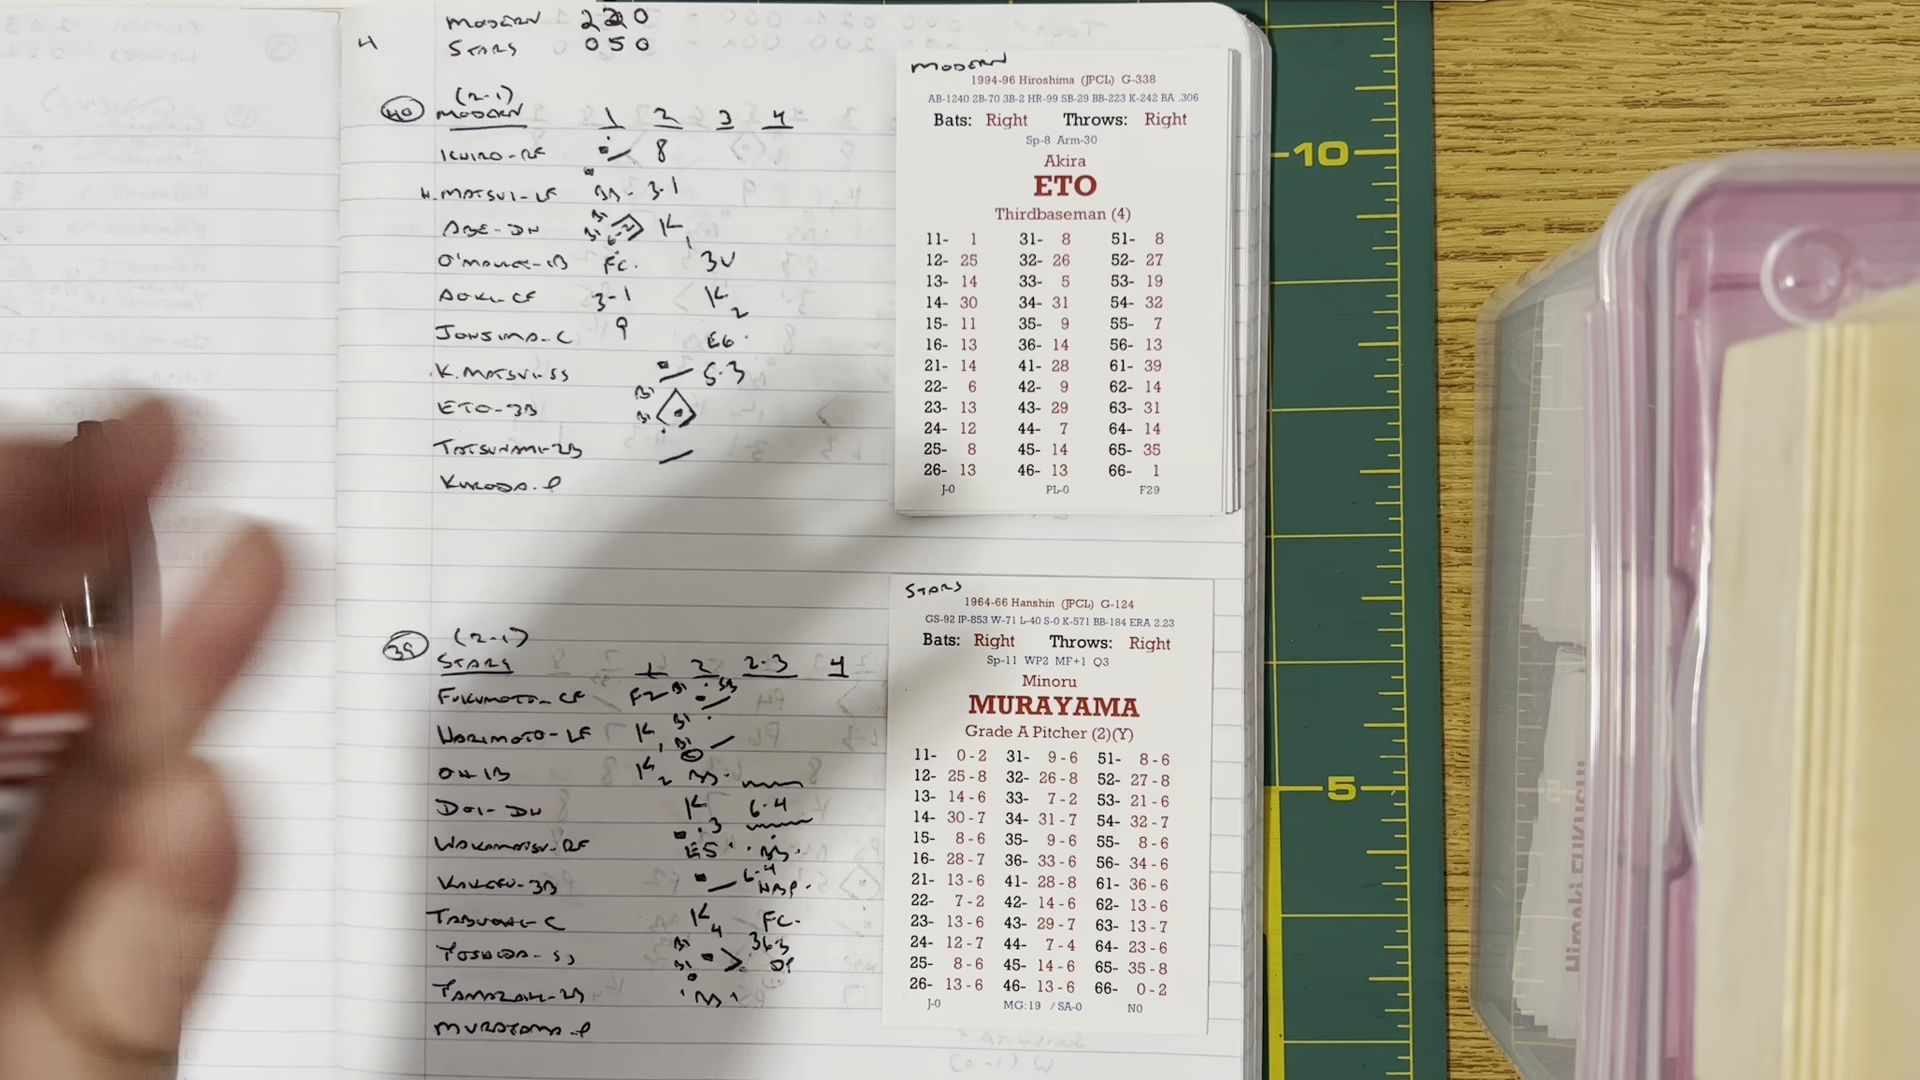 MODERN 220
4 STARS 050
(2-1)
40 MODERN 1 2 3 4
ICHIRO-RF 8
H.MATSUI-LF 3-1
ABE-DH K
FC 3U
AOKI-CF 3-1 K 2
9 E6
K.MATSUI-SS 5-3
ETO-3B
TATSUNAMI-2B
KURODA-P
MODERN
1994-96 Hiroshima (JPCL) G-338
AB-1240 2B-70 3B-2 HR-99 SB-29 BB-223 K-242 BA .306
Bats: Right Throws: Right
Sp-8 Arm-30
Akira
ETO
Thirdbaseman (4)
11- 1 31- 8 51- 8
12- 25 32- 26 52- 27
13- 14 33- 5 53- 19
14- 30 34- 31 54- 32
15- 11 35- 9 55- 7
16- 13 36- 14 56- 13
21- 14 41- 28 61- 39
22- 6 42- 9 62- 14
23- 13 43- 29 63- 31
24- 12 44- 7 64- 14
25- 8 45- 14 65- 35
26- 13 46- 13 66- 1
J-0 PL-0 F29
(2-1)
39 STARS 1 2 2-3 4
FUKUMOTO-CF F2
HARIMOTO-LF K
OH-1B K 2
DOI-DH K 6-4
WAKAMATSU-RF E5
KAKEFU-3B HBP
TABUCHI-C K 4 FC
YOSHIDA-SS 363 DP
MURAYAMA-P
STARS
1964-66 Hanshin (JPCL) G-124
GS-92 IP-853 W-71 L-40 S-0 K-571 BB-184 ERA 2.23
Bats: Right Throws: Right
Sp-11 WP2 MF+1 Q3
Minoru
MURAYAMA
Grade A Pitcher (2)(Y)
11- 0-2 31- 9-6 51- 8-6
12- 25-8 32- 26-8 52- 27-8
13- 14-6 33- 7-2 53- 21-6
14- 30-7 34- 31-7 54- 32-7
15- 8-6 35- 9-6 55- 8-6
16- 28-7 36- 33-6 56- 34-6
21- 13-6 41- 28-8 61- 36-6
22- 7-2 42- 14-6 62- 13-6
23- 13-6 43- 29-7 63- 13-7
24- 12-7 44- 7-4 64- 23-6
25- 8-6 45- 14-6 65- 35-8
26- 13-6 46- 13-6 66- 0-2
J-0 MG:19 / SA-0 N0
10
5